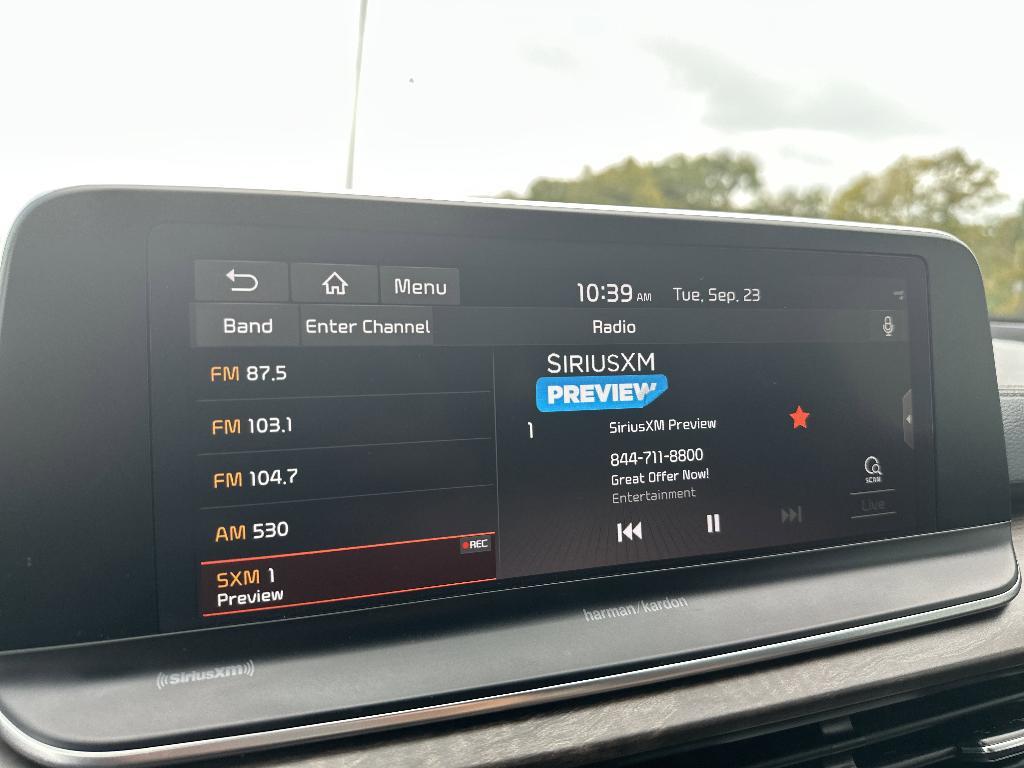 Menu
10:39 AM Tue, Sep, 23
Band Enter Channel Radio
FM 87.5
FM 103.1
FM 104.7
AM 530
REC
SXM 1
Preview
SIRIUSXM
PREVIEW
1 SiriusXM Preview
844-711-8800
Great Offer Now!
Entertainment
SCAN
Live
harman/kardon
SiriusXM